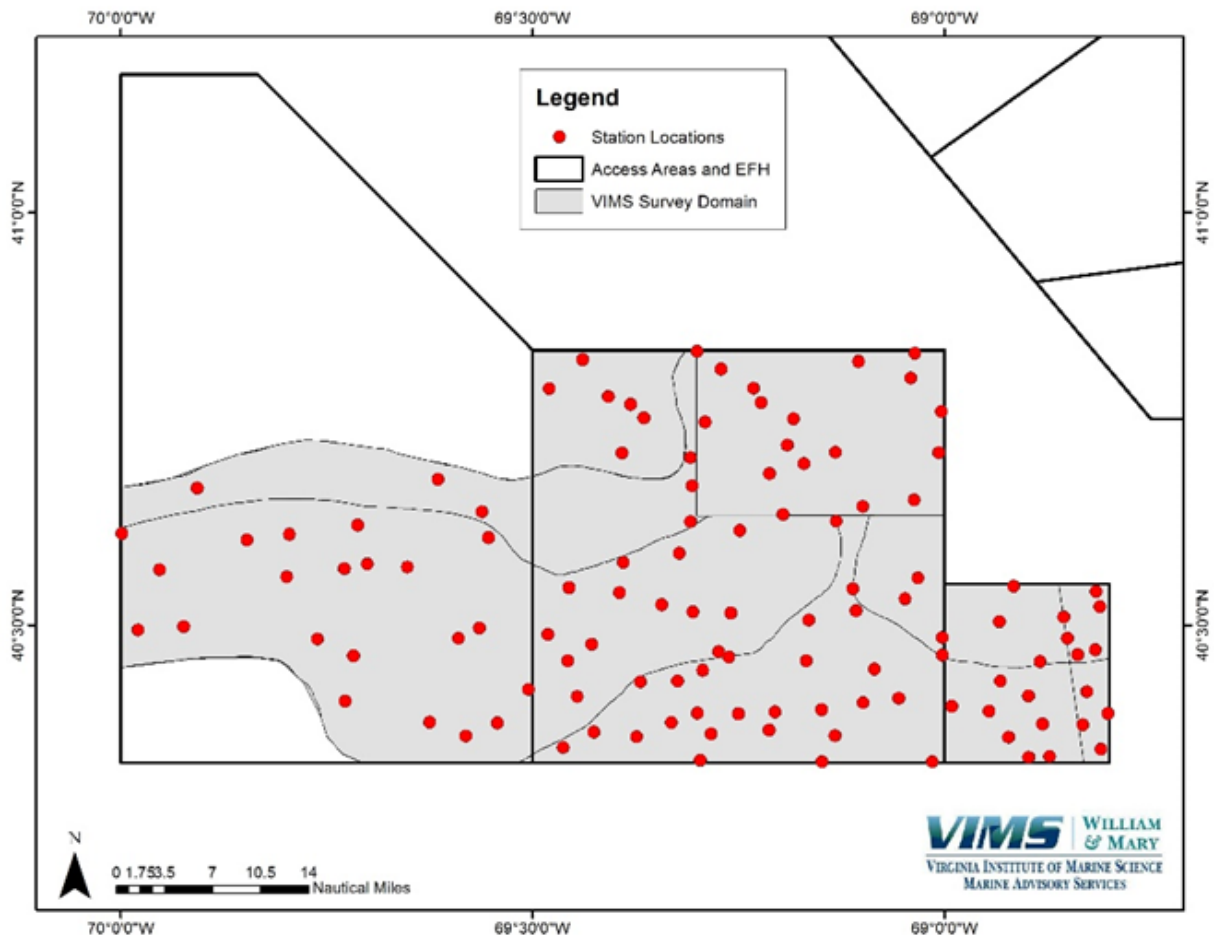 70°0'0"W 69°30'0"W 69°0'0"W
Legend
Station Locations
Access Areas and EFH
VIMS Survey Domain
41°0'0"N 41°0'0"N
40°30'0"N 40°30'0"N
N
0 1.753.5 7 10.5 14
Nautical Miles
VIMS WILLIAM
& MARY
VIRGINIA INSTITUTE OF MARINE SCIENCE
MARINE ADVISORY SERVICES
70°0'0"W 69°30'0"W 69°0'0"W